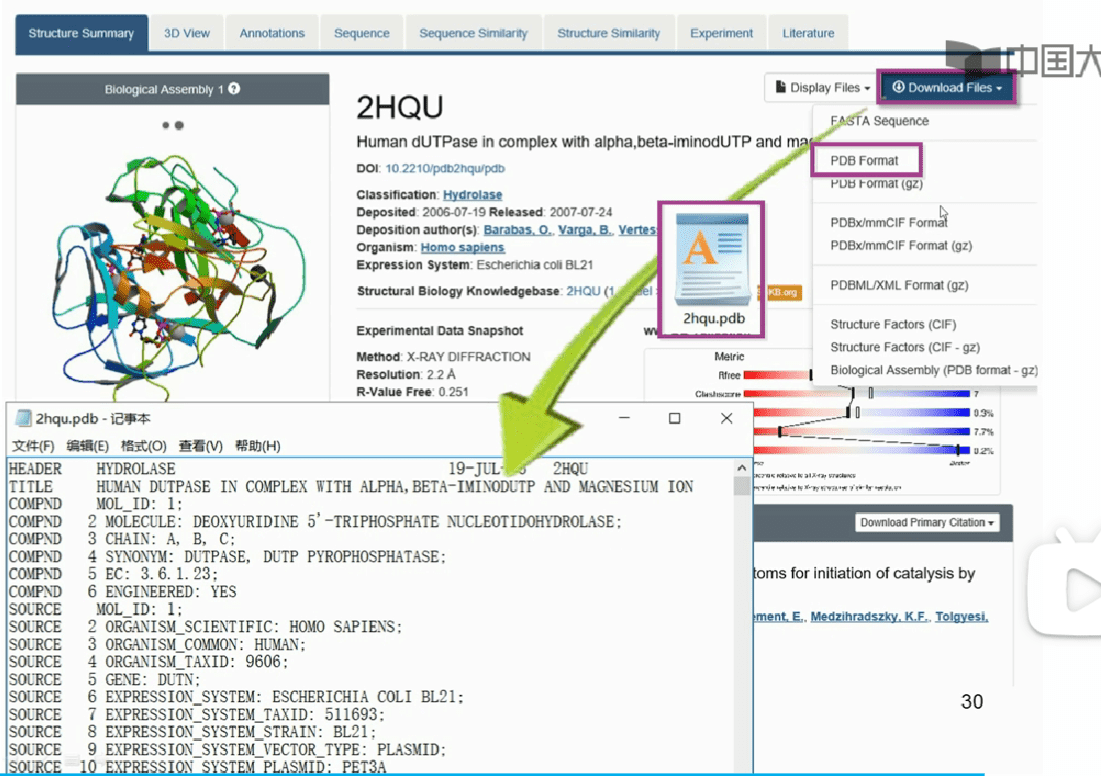 Structure Summary
3D View
Annotations
Sequence
Sequence Similarity
Structure Similarity
Experiment
Literature
中国大
Biological Assembly 1
Display Files
Download Files
2HQU
FASTA Sequence
Human dUTPase in complex with alpha,beta-iminodUTP and mag
PDB Format
DOI: 10.2210/pdb2hqu/pdb
PDB Format (gz)
Classification: Hydrolase
Deposited: 2006-07-19 Released: 2007-07-24
PDBx/mmCIF Format
Deposition author(s): Barabas, O., Varga, B., Vertes
PDBx/mmCIF Format (gz)
Organism: Homo sapiens
Expression System: Escherichia coli BL21
PDBML/XML Format (gz)
Structural Biology Knowledgebase: 2HQU (1
KB.org
2hqu.pdb
Structure Factors (CIF)
Experimental Data Snapshot
Structure Factors (CIF - gz)
Method: X-RAY DIFFRACTION
Metric
Biological Assembly (PDB format - gz)
Resolution: 2.2 Å
Rfree
R-Value Free: 0.251
Clashscore
7
0.3%
7.7%
0.2%
2hqu.pdb - 记事本
文件(F) 编辑(E) 格式(O) 查看(V) 帮助(H)
HEADER HYDROLASE 19-JUL- 2HQU
TITLE HUMAN DUTPASE IN COMPLEX WITH ALPHA,BETA-IMINODUTP AND MAGNESIUM ION
COMPND MOL_ID: 1;
COMPND 2 MOLECULE: DEOXYURIDINE 5'-TRIPHOSPHATE NUCLEOTIDOHYDROLASE;
COMPND 3 CHAIN: A, B, C;
COMPND 4 SYNONYM: DUTPASE, DUTP PYROPHOSPHATASE;
COMPND 5 EC: 3.6.1.23;
COMPND 6 ENGINEERED: YES
SOURCE MOL_ID: 1;
SOURCE 2 ORGANISM_SCIENTIFIC: HOMO SAPIENS;
SOURCE 3 ORGANISM_COMMON: HUMAN;
SOURCE 4 ORGANISM_TAXID: 9606;
SOURCE 5 GENE: DUTN;
SOURCE 6 EXPRESSION_SYSTEM: ESCHERICHIA COLI BL21;
SOURCE 7 EXPRESSION_SYSTEM_TAXID: 511693;
SOURCE 8 EXPRESSION_SYSTEM_STRAIN: BL21;
SOURCE 9 EXPRESSION_SYSTEM_VECTOR_TYPE: PLASMID;
SOURCE 10 EXPRESSION_SYSTEM_PLASMID: PET3A
Download Primary Citation
toms for initiation of catalysis by
ement, E., Medzihradszky, K.F., Tolgyesi,
30